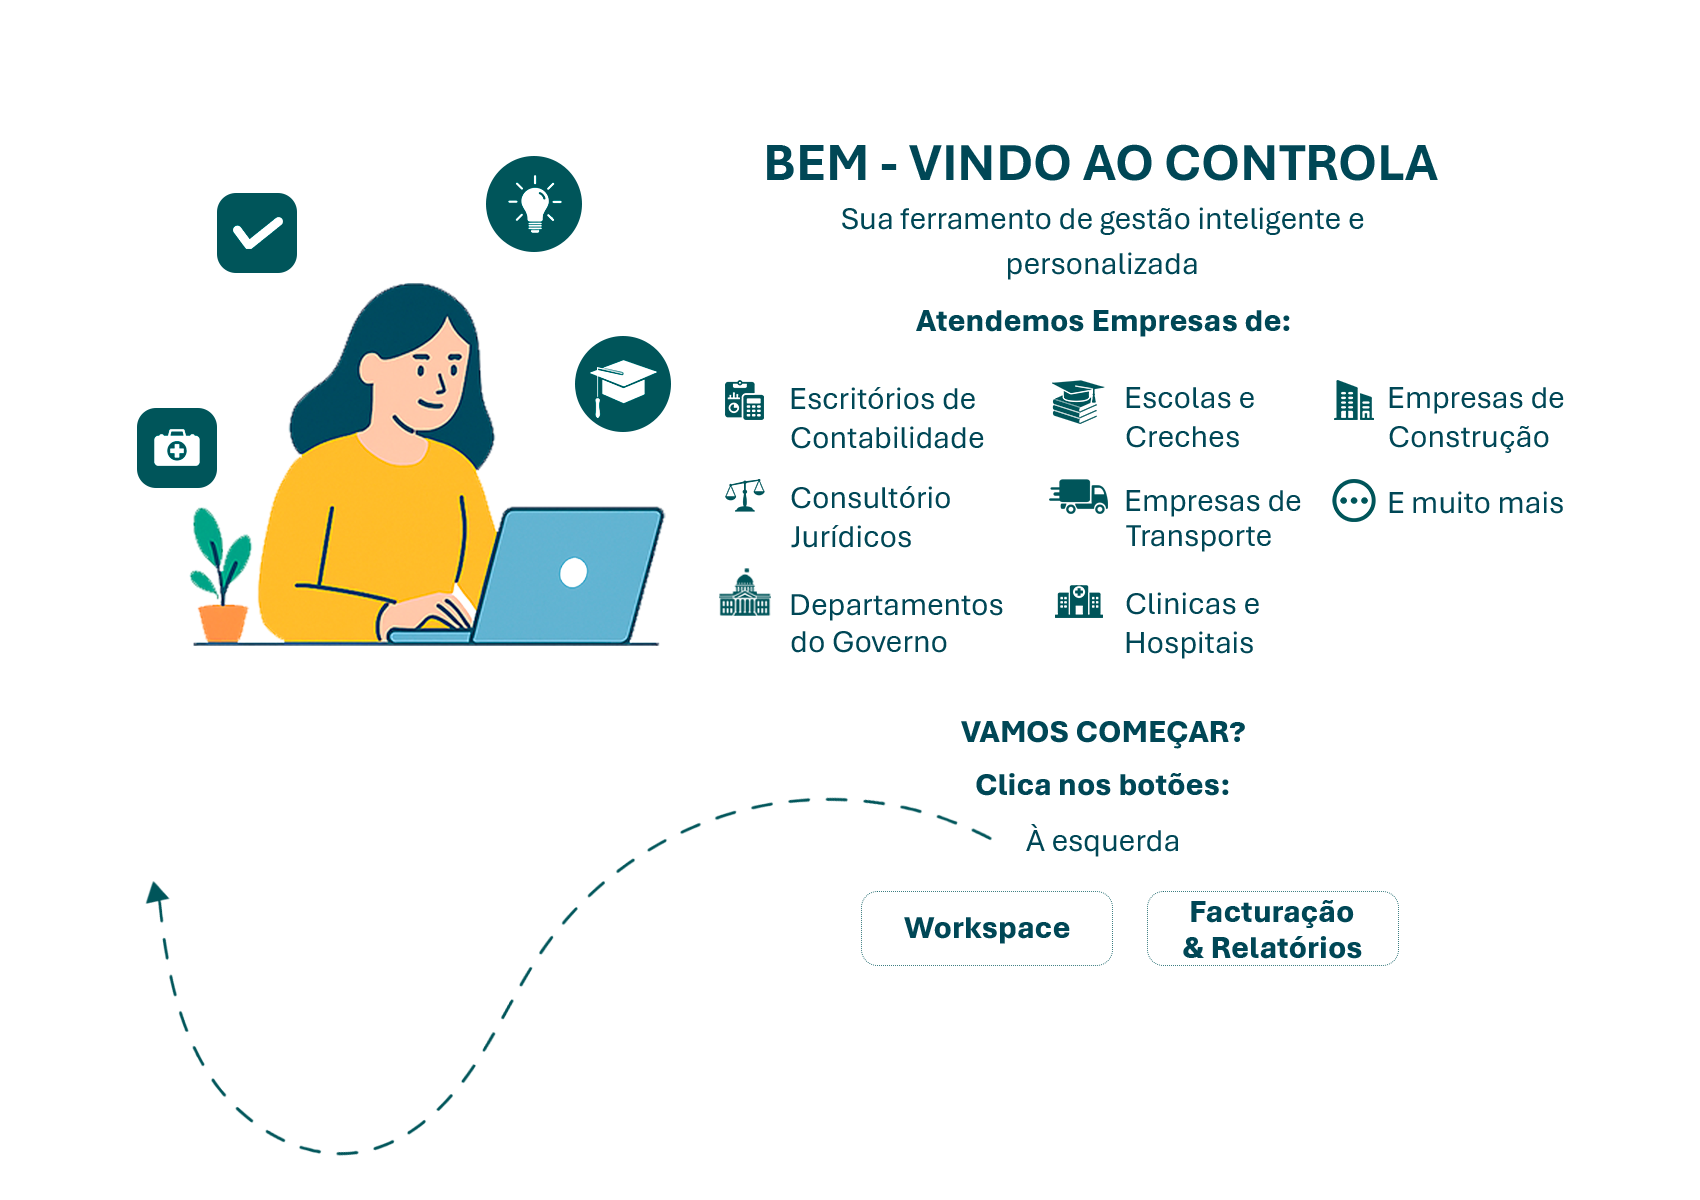 BEM - VINDO AO CONTROLA
Sua ferramento de gestão inteligente e
personalizada
Atendemos Empresas de:
Escritórios de
Contabilidade
Escolas e
Creches
Empresas de
Construção
Consultório
Jurídicos
Empresas de
Transporte
E muito mais
Departamentos
do Governo
Clinicas e
Hospitais
VAMOS COMEÇAR?
Clica nos botões:
À esquerda
Workspace
Facturação
& Relatórios